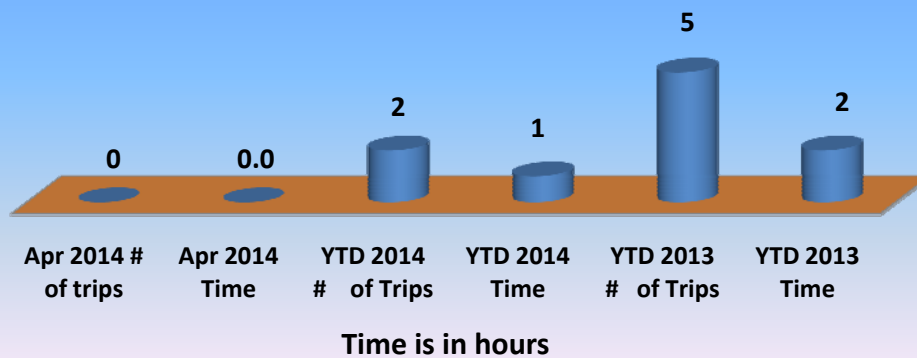 5
2
2
1
0
0.0
Apr 2014 #
of trips
Apr 2014
Time
YTD 2014
# of Trips
YTD 2014
Time
YTD 2013
# of Trips
YTD 2013
Time
Time is in hours